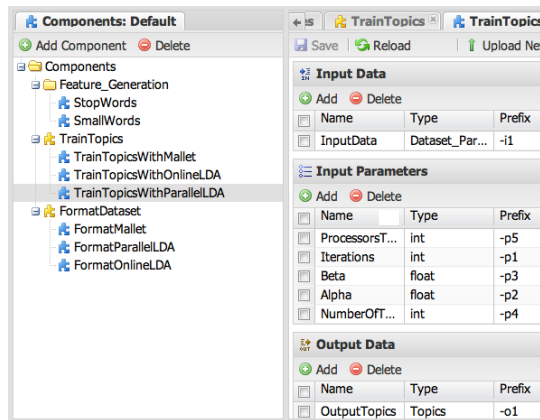 Components: Default
Add Component Delete
Components
Feature_Generation
StopWords
SmallWords
TrainTopics
TrainTopicsWithMallet
TrainTopicsWithOnlineLDA
TrainTopicsWithParallelLDA
FormatDataset
FormatMallet
FormatParallelLDA
FormatOnlineLDA
TrainTopics TrainTopics
Save Reload Upload Ne
Input Data
Add Delete
Name Type Prefix
InputData Dataset_Par... -i1
Input Parameters
Add Delete
Name Type Prefix
ProcessorsT... int -p5
Iterations int -p1
Beta float -p3
Alpha float -p2
NumberOfT... int -p4
Output Data
Add Delete
Name Type Prefix
OutputTopics Topics -o1